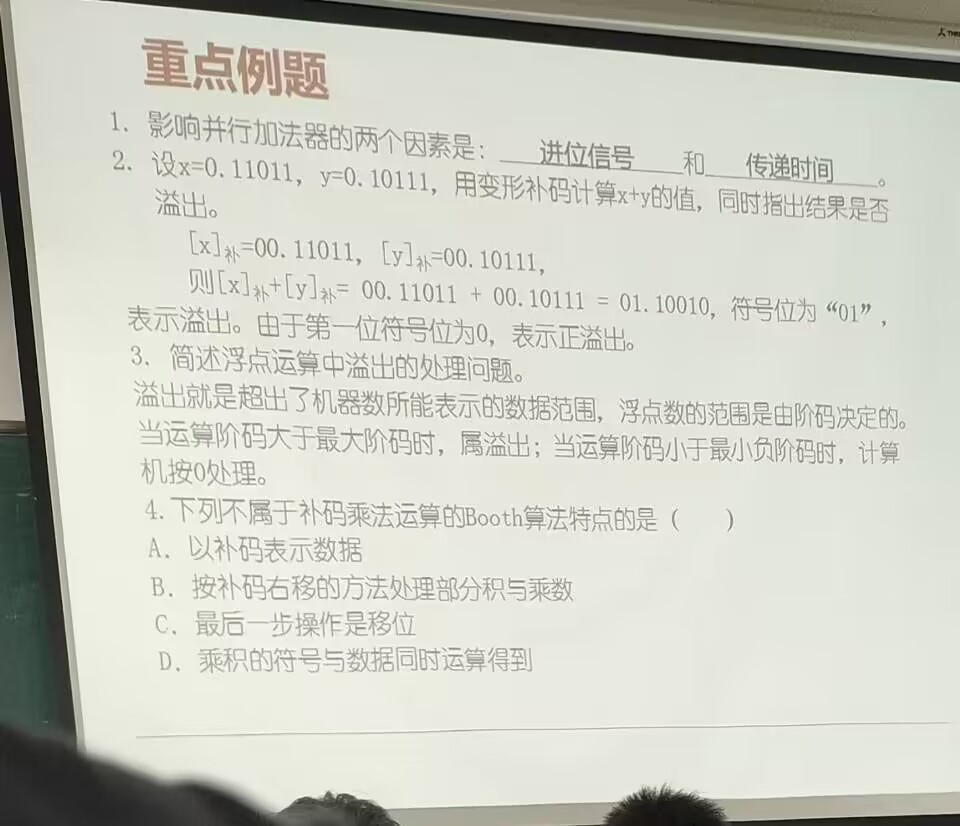 重点例题
1. 影响并行加法器的两个因素是：___进位信号___和___传递时间___。
2. 设x=0.11011，y=0.10111，用变形补码计算x+y的值，同时指出结果是否
溢出。
[x]补=00.11011，[y]补=00.10111，
则[x]补+[y]补= 00.11011 + 00.10111 = 01.10010，符号位为“01”，
表示溢出。由于第一位符号位为0，表示正溢出。
3. 简述浮点运算中溢出的处理问题。
溢出就是超出了机器数所能表示的数据范围，浮点数的范围是由阶码决定的。
当运算阶码大于最大阶码时，属溢出；当运算阶码小于最小负阶码时，计算
机按0处理。
4.下列不属于补码乘法运算的Booth算法特点的是（　　）
A. 以补码表示数据
B. 按补码右移的方法处理部分积与乘数
C. 最后一步操作是移位
D. 乘积的符号与数据同时运算得到